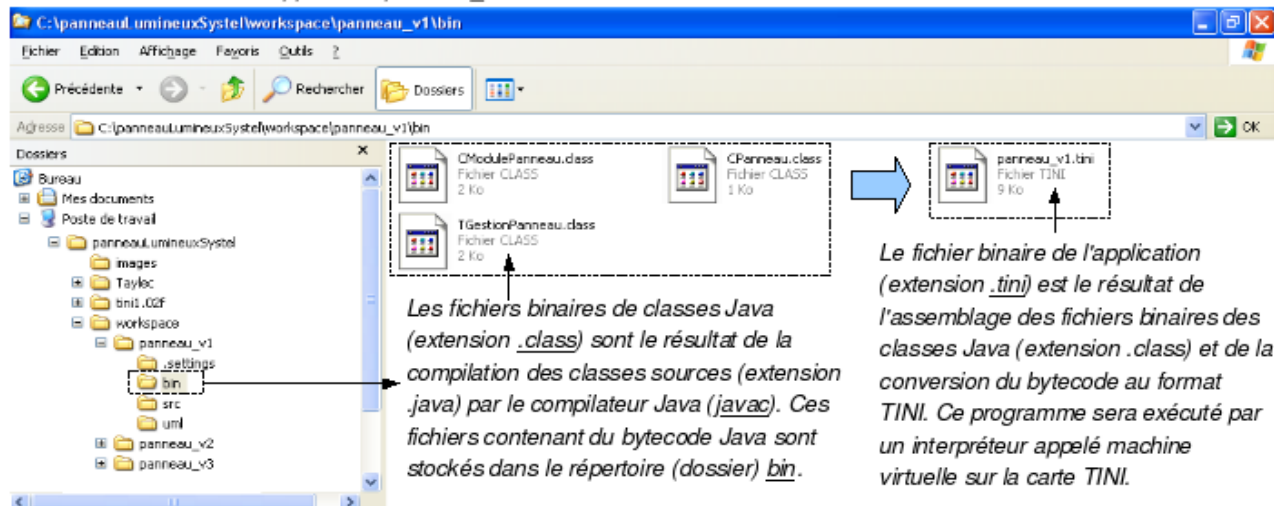 C:\panneauLumineuxSystel\workspace\panneau_v1\bin
Fichier Edition Affichage Favoris Outils ?
Précédente Rechercher Dossiers
Adresse C:\panneauLumineuxSystel\workspace\panneau_v1\bin OK
Dossiers x
Bureau
Mes documents
Poste de travail
panneauLumineuxSystel
images
Taylec
tini1.02f
workspace
panneau_v1
.settings
bin
src
uml
panneau_v2
panneau_v3
CModulePanneau.class
Fichier CLASS
2 Ko
CPanneau.class
Fichier CLASS
1 Ko
TGestionPanneau.class
Fichier CLASS
2 Ko
panneau_v1.tini
Fichier TINI
9 Ko
Les fichiers binaires de classes Java
(extension .class) sont le résultat de la
compilation des classes sources (extension
.java) par le compilateur Java (javac). Ces
fichiers contenant du bytecode Java sont
stockés dans le répertoire (dossier) bin.
Le fichier binaire de l'application
(extension .tini) est le résultat de
l'assemblage des fichiers binaires des
classes Java (extension .class) et de la
conversion du bytecode au format
TINI. Ce programme sera exécuté par
un interpréteur appelé machine
virtuelle sur la carte TINI.